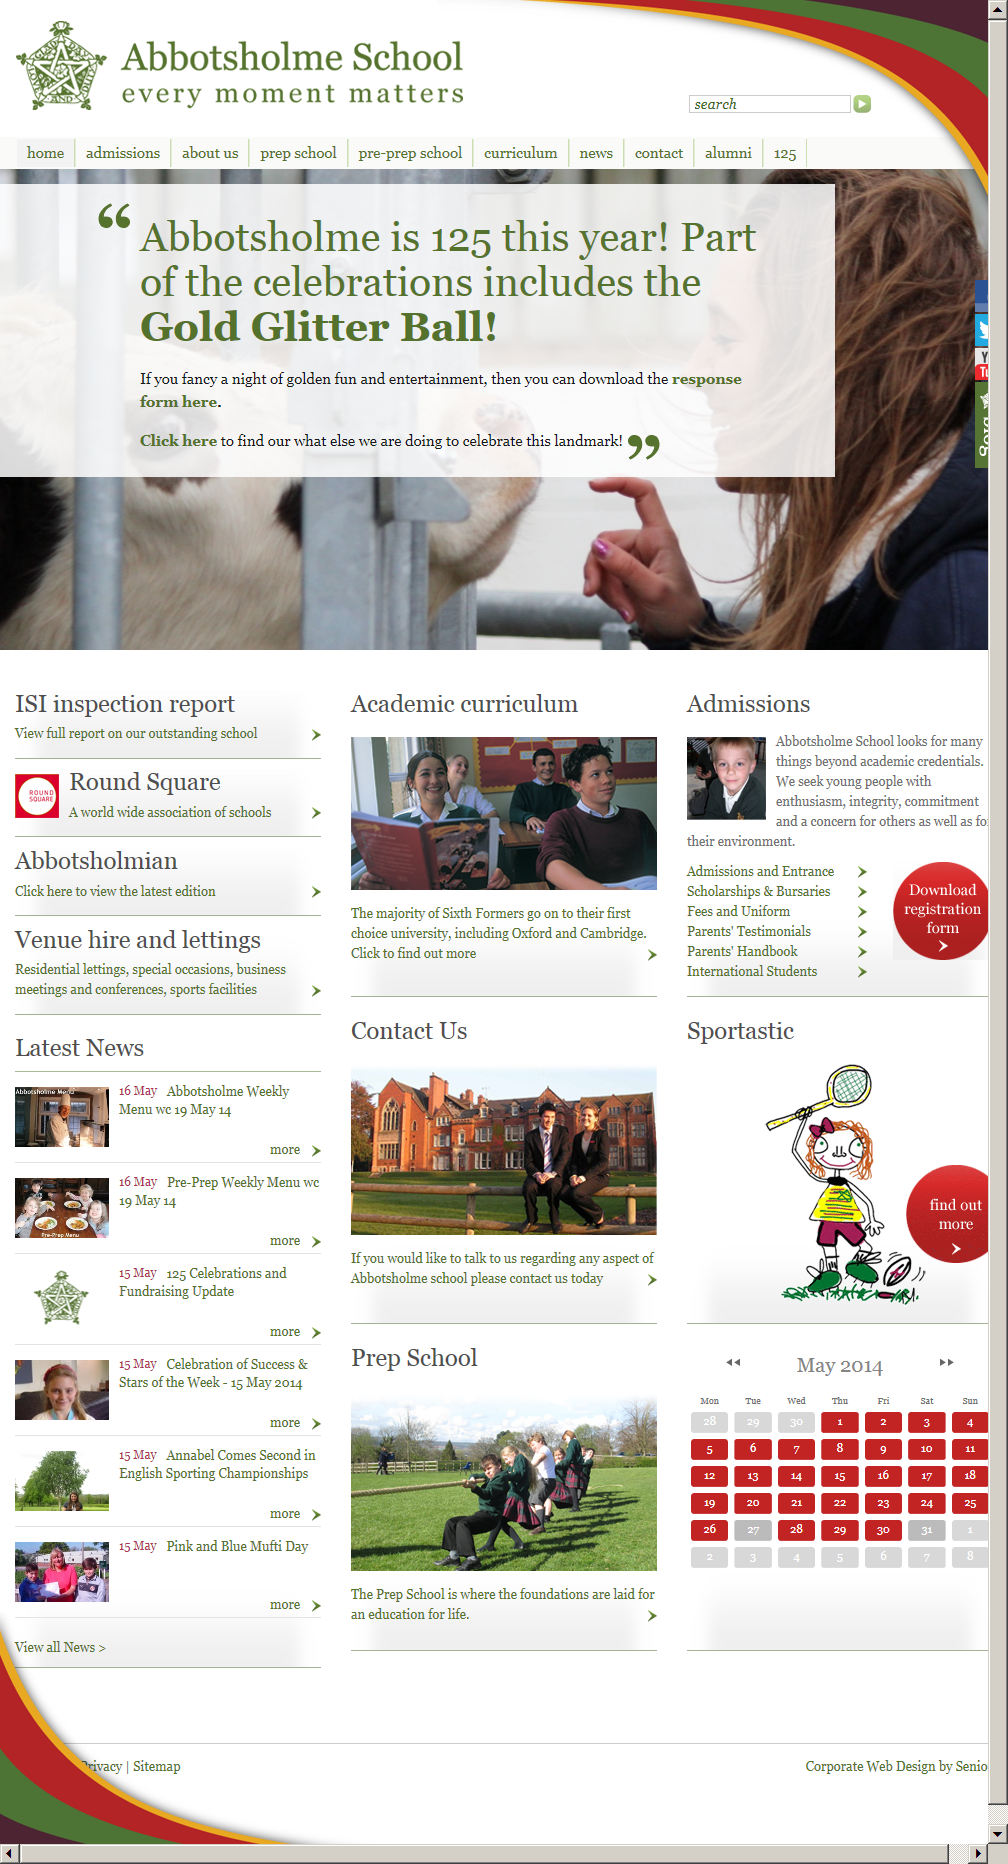 Abbotsholme School
every moment matters
search
home
admissions
about us
prep school
pre-prep school
curriculum
news
contact
alumni
125
“ Abbotsholme is 125 this year! Part
of the celebrations includes the
Gold Glitter Ball!
If you fancy a night of golden fun and entertainment, then you can download the response
form here.
Click here to find our what else we are doing to celebrate this landmark! ”
ISI inspection report
View full report on our outstanding school
ROUND
SQUARE
Round Square
A world wide association of schools
Abbotsholmian
Click here to view the latest edition
Venue hire and lettings
Residential lettings, special occasions, business
meetings and conferences, sports facilities
Latest News
Abbotsholme Menu
16 May Abbotsholme Weekly
Menu wc 19 May 14
more
Pre-Prep Menu
16 May Pre-Prep Weekly Menu wc
19 May 14
more
15 May 125 Celebrations and
Fundraising Update
more
15 May Celebration of Success &
Stars of the Week - 15 May 2014
more
15 May Annabel Comes Second in
English Sporting Championships
more
15 May Pink and Blue Mufti Day
more
View all News >
Academic curriculum
The majority of Sixth Formers go on to their first
choice university, including Oxford and Cambridge.
Click to find out more
Contact Us
If you would like to talk to us regarding any aspect of
Abbotsholme school please contact us today
Prep School
The Prep School is where the foundations are laid for
an education for life.
Admissions
Abbotsholme School looks for many
things beyond academic credentials.
We seek young people with
enthusiasm, integrity, commitment
and a concern for others as well as fo
their environment.
Admissions and Entrance
Scholarships & Bursaries
Fees and Uniform
Parents' Testimonials
Parents' Handbook
International Students
Download
registration
form
Sportastic
find out
more
May 2014
Mon Tue Wed Thu Fri Sat Sun
28 29 30 1 2 3 4
5 6 7 8 9 10 11
12 13 14 15 16 17 18
19 20 21 22 23 24 25
26 27 28 29 30 31 1
2 3 4 5 6 7 8
Privacy | Sitemap
Corporate Web Design by Senio